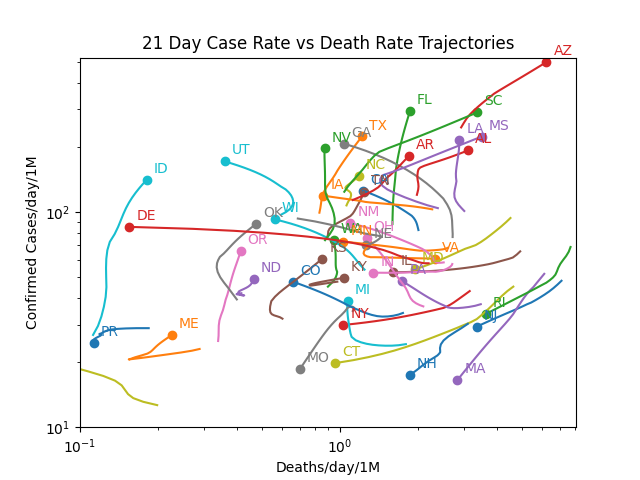 21 Day Case Rate vs Death Rate Trajectories
AZ
FL
SC
TX
GA
NV
LA
MS
AL
AR
UT
ID
NC
CA
IA
NM
OH
DE
OK
WI
WA
NE
OR
VA
KS
IN
IL
MD
PA
ND
CO
KY
MI
RI
NJ
NY
PR
ME
MO
CT
NH
MA
10²
10¹
10⁻¹
10⁰
Confirmed Cases/day/1M
Deaths/day/1M